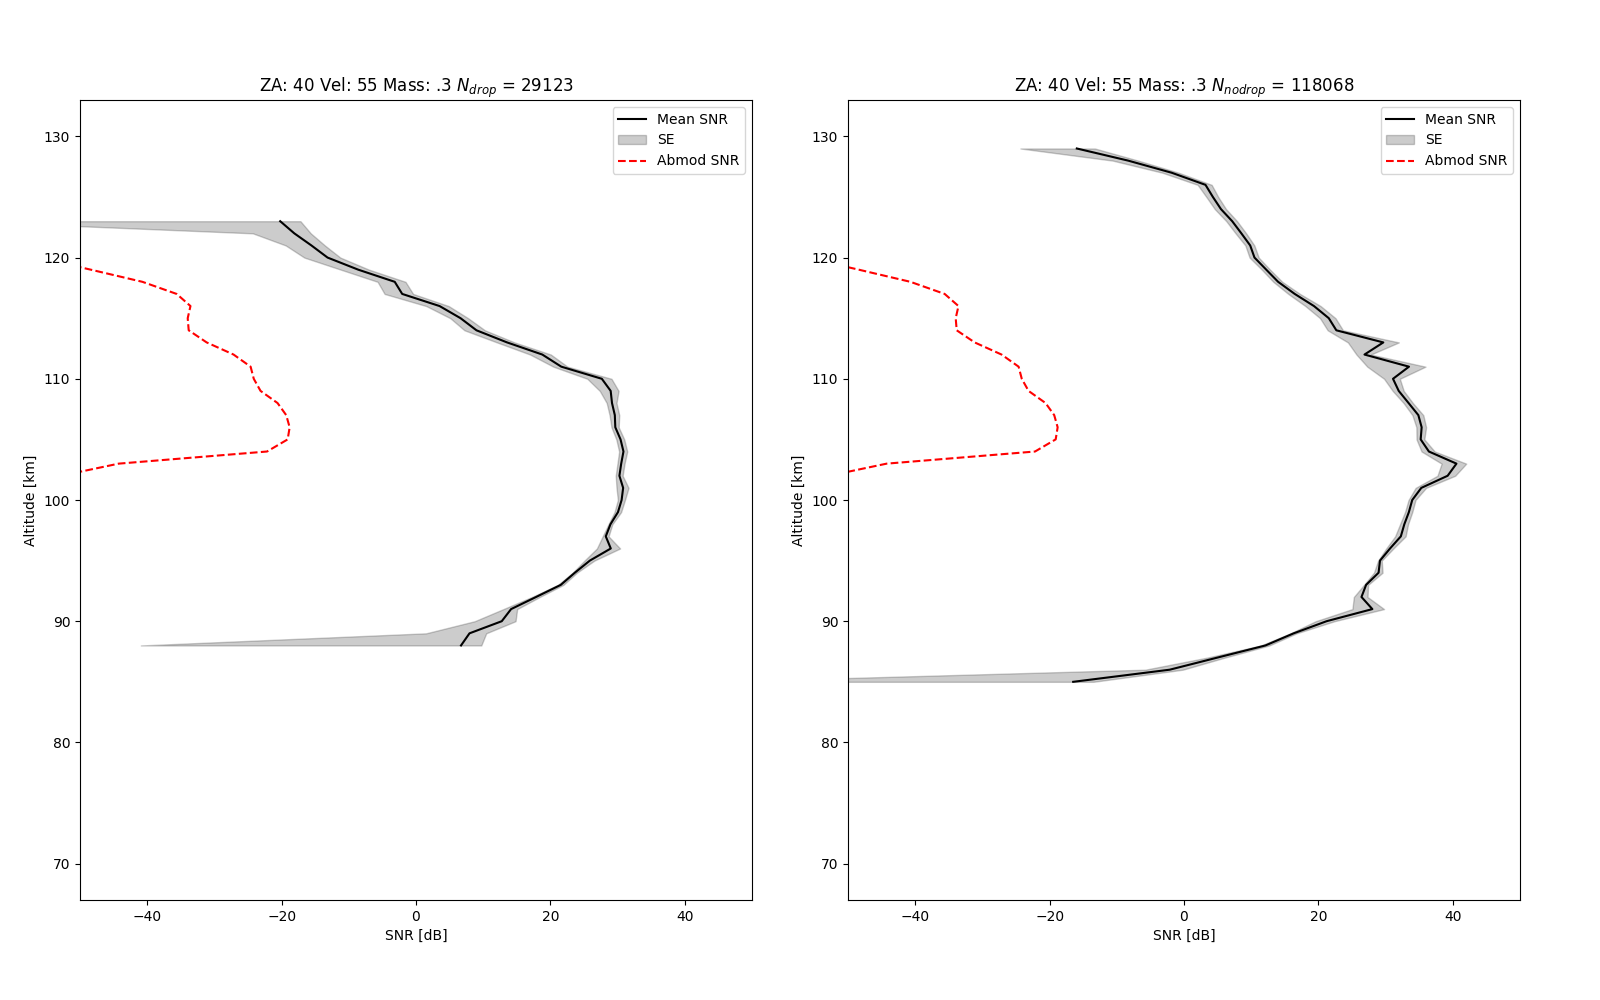 ZA: 40 Vel: 55 Mass: .3 N_drop = 29123
Mean SNR
SE
Abmod SNR
130
120
110
100
90
80
70
Altitude [km]
−40
−20
0
20
40
SNR [dB]
ZA: 40 Vel: 55 Mass: .3 N_nodrop = 118068
Mean SNR
SE
Abmod SNR
130
120
110
100
90
80
70
Altitude [km]
−40
−20
0
20
40
SNR [dB]